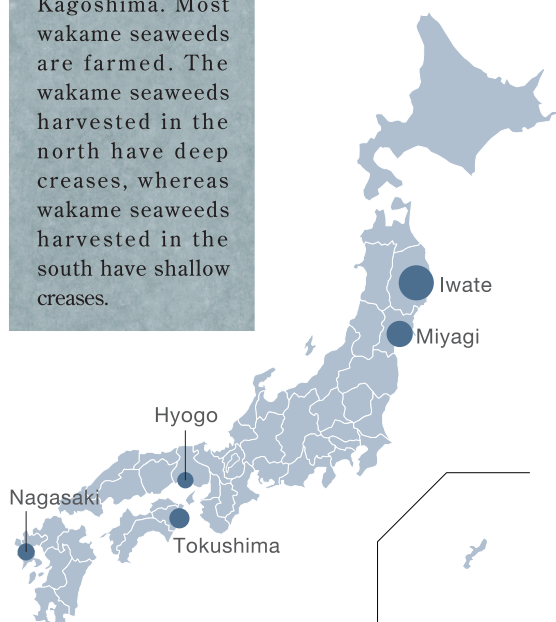 Kagoshima. Most
wakame seaweeds
are farmed. The
wakame seaweeds
harvested in the
north have deep
creases, whereas
wakame seaweeds
harvested in the
south have shallow
creases.
Iwate
Miyagi
Hyogo
Nagasaki
Tokushima